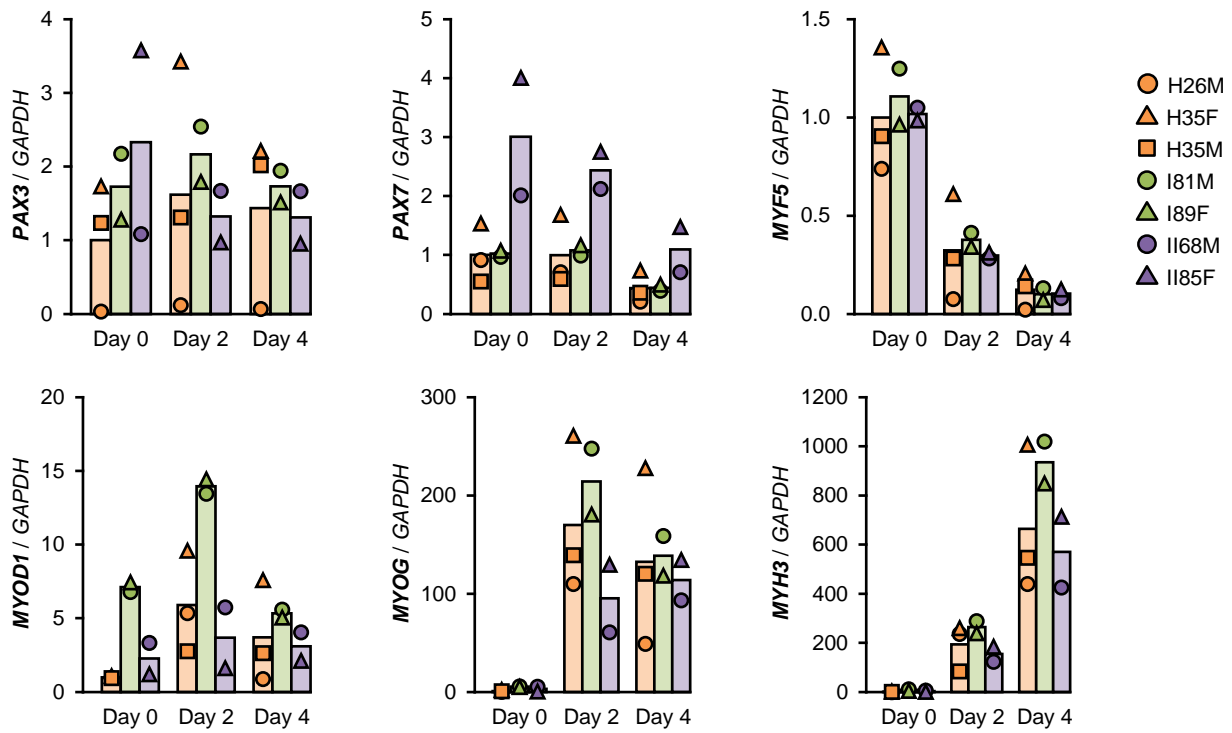 PAX3 / GAPDH
4
3
2
1
0
Day 0 Day 2 Day 4
PAX7 / GAPDH
5
4
3
2
1
0
Day 0 Day 2 Day 4
MYF5 / GAPDH
1.5
1.0
0.5
0.0
Day 0 Day 2 Day 4
H26M
H35F
H35M
I81M
I89F
II68M
II85F
MYOD1 / GAPDH
20
15
10
5
0
Day 0 Day 2 Day 4
MYOG / GAPDH
300
200
100
0
Day 0 Day 2 Day 4
MYH3 / GAPDH
1200
1000
800
600
400
200
0
Day 0 Day 2 Day 4